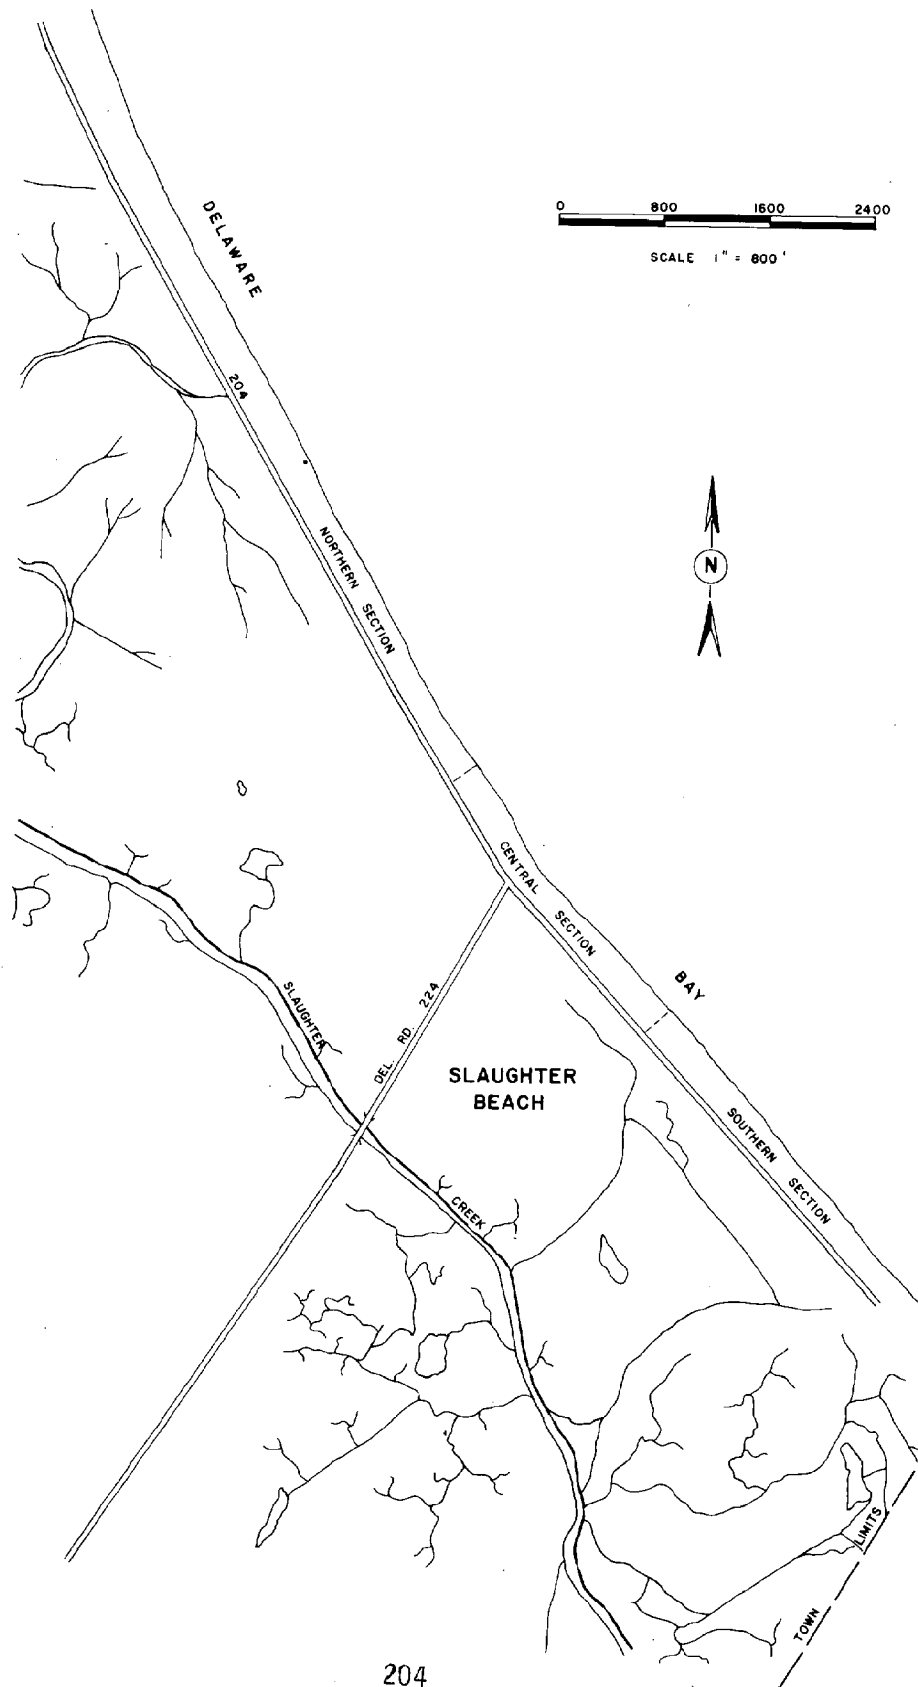 DELAWARE
0 800 1600 2400
SCALE 1" = 800'
204
N
NORTHERN SECTION
CENTRAL SECTION
BAY
SLAUGHTER
DEL. RD. 224
SLAUGHTER
BEACH
SOUTHERN SECTION
CREEK
LIMITS
TOWN
204